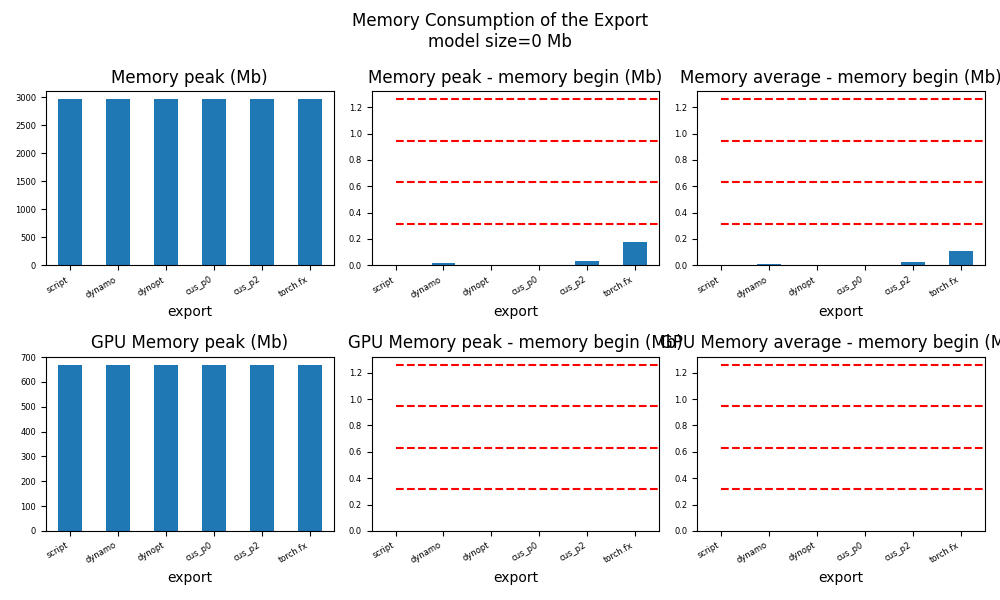 Memory Consumption of the Export
model size=0 Mb
Memory peak (Mb)
3000
2500
2000
1500
1000
500
0
script
dynamo
dynopt
cus_p0
cus_p2
torch.fx
export
Memory peak - memory begin (Mb)
1.2
1.0
0.8
0.6
0.4
0.2
0.0
script
dynamo
dynopt
cus_p0
cus_p2
torch.fx
export
Memory average - memory begin (Mb)
1.2
1.0
0.8
0.6
0.4
0.2
0.0
script
dynamo
dynopt
cus_p0
cus_p2
torch.fx
export
GPU Memory peak (Mb)
700
600
500
400
300
200
100
0
script
dynamo
dynopt
cus_p0
cus_p2
torch.fx
export
GPU Memory peak - memory begin (Mb)
1.2
1.0
0.8
0.6
0.4
0.2
0.0
script
dynamo
dynopt
cus_p0
cus_p2
torch.fx
export
GPU Memory average - memory begin (M
1.2
1.0
0.8
0.6
0.4
0.2
0.0
script
dynamo
dynopt
cus_p0
cus_p2
torch.fx
export